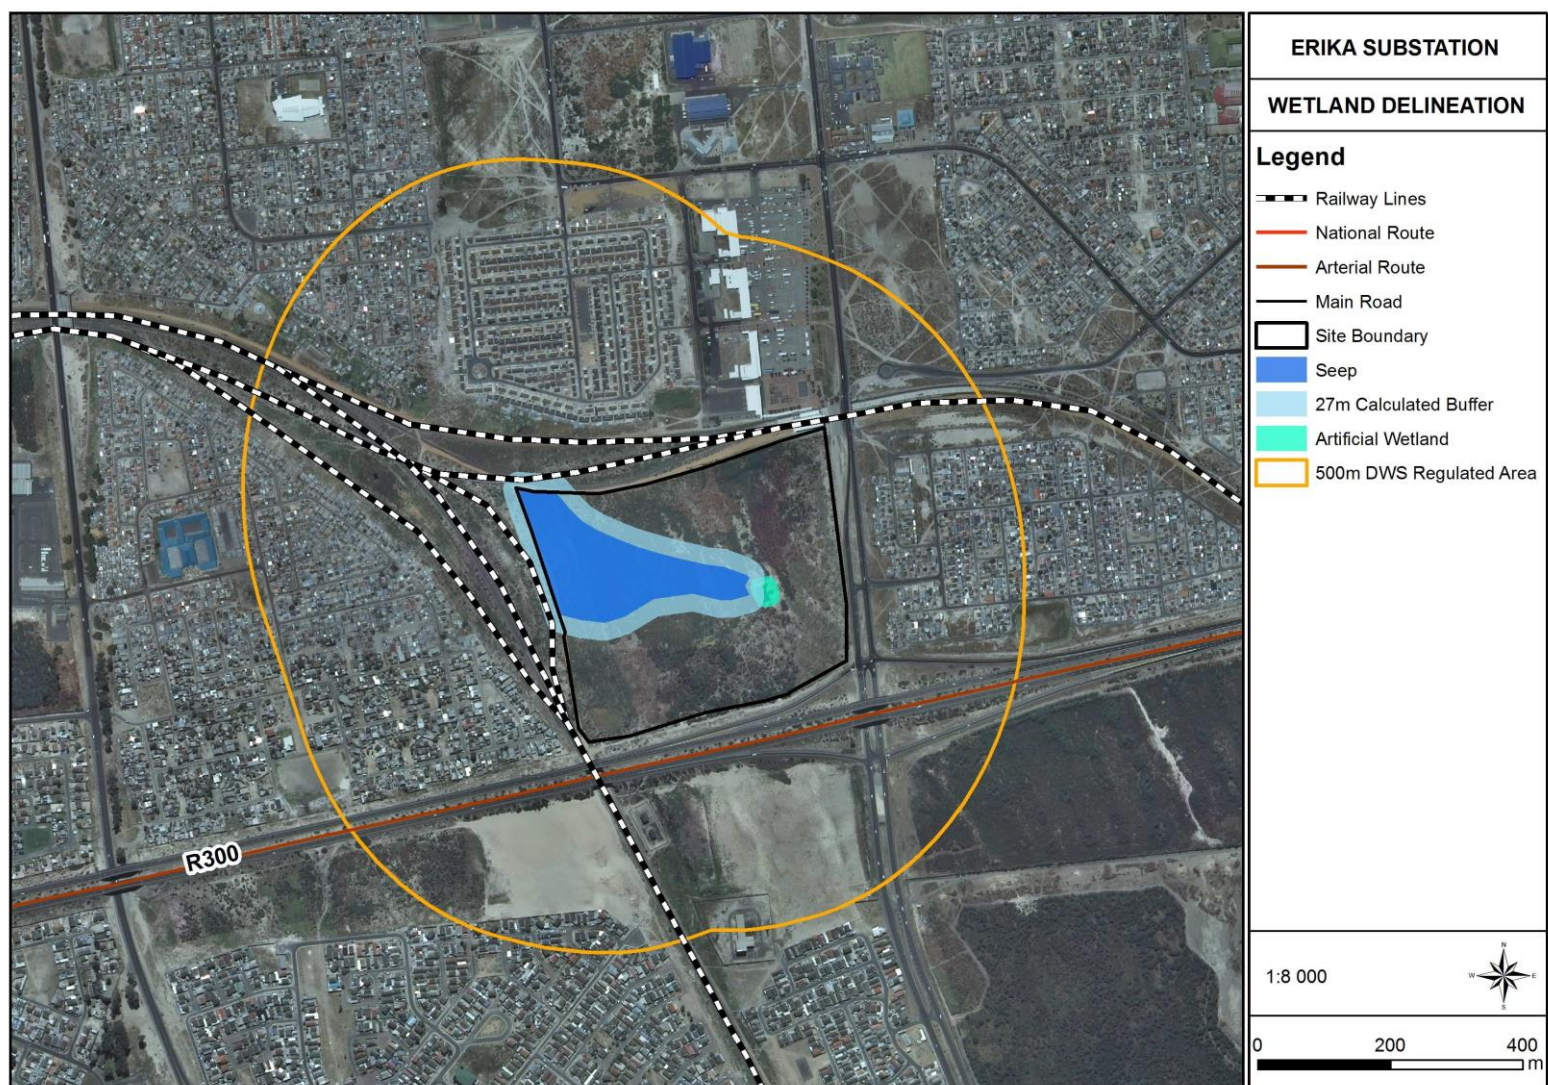 ERIKA SUBSTATION
WETLAND DELINEATION
Legend
Railway Lines
National Route
Arterial Route
Main Road
Site Boundary
Seep
27m Calculated Buffer
Artificial Wetland
500m DWS Regulated Area
R300
1:8 000
N
W E
S
0 200 400
m